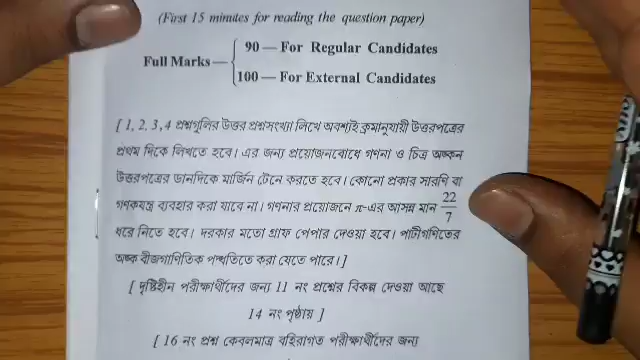 (First 15 minutes for reading the question paper)
Full Marks — 90 — For Regular Candidates
100 — For External Candidates
[ 1, 2, 3, 4 প্রশ্নগুলির উত্তর প্রশ্নসংখ্যা লিখে অবশ্যই ক্রমানুযায়ী উত্তরপত্রের
প্রথম দিকে লিখতে হবে। এর জন্য প্রয়োজনবোধে গণনা ও চিত্র অঙ্কন
উত্তরপত্রের ডানদিকে মার্জিন টেনে করতে হবে। কোনো প্রকার সারণি বা
গণকযন্ত্র ব্যবহার করা যাবে না। গণনার প্রয়োজনে π-এর আসন্ন মান 22/7
ধরে নিতে হবে। দরকার মতো গ্রাফ পেপার দেওয়া হবে। পাটীগণিতের
অঙ্ক বীজগাণিতিক পদ্ধতিতে করা যেতে পারে।]
[ দৃষ্টিহীন পরীক্ষার্থীদের জন্য 11 নং প্রশ্নের বিকল্প দেওয়া আছে
14 নং পৃষ্ঠায় ]
[ 16 নং প্রশ্ন কেবলমাত্র বহিরাগত পরীক্ষার্থীদের জন্য